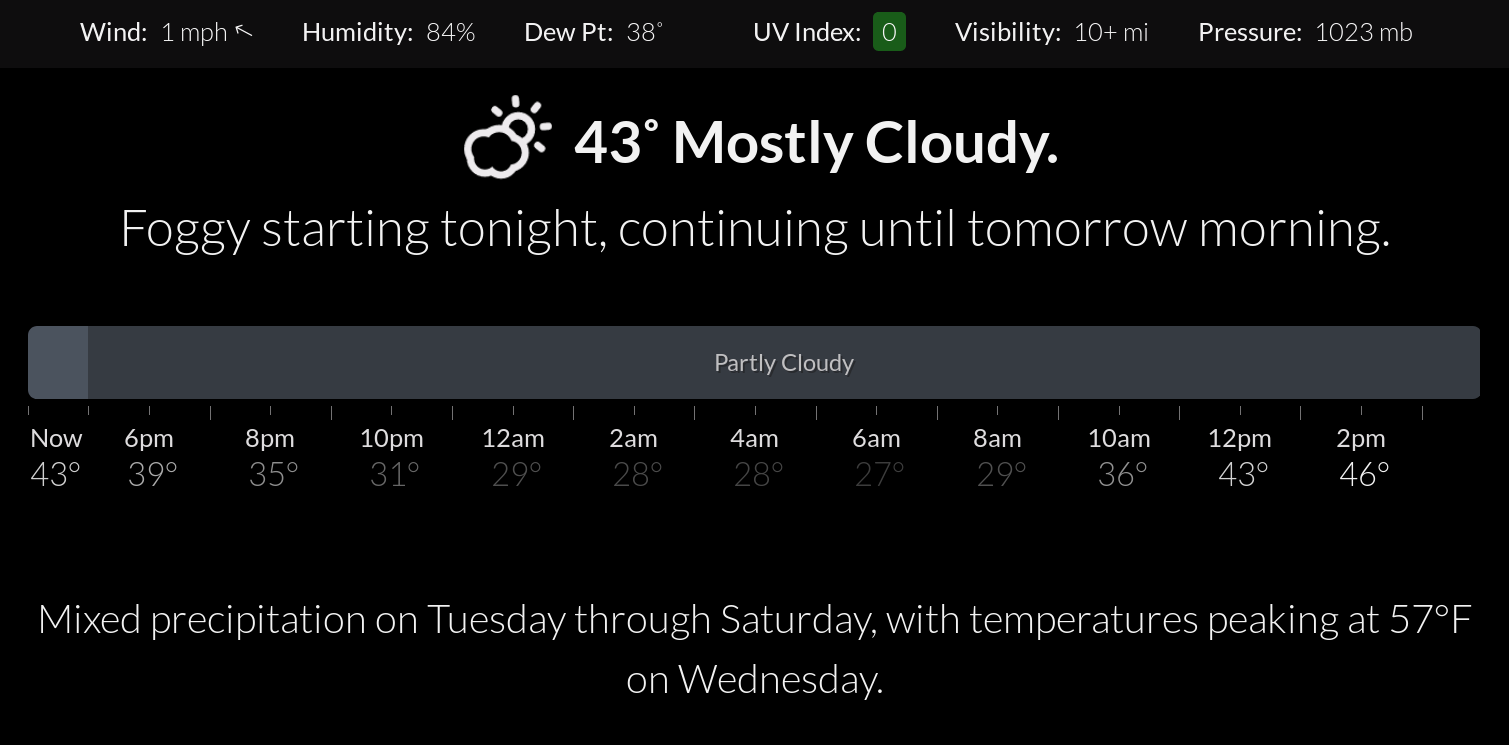 Wind: 1 mph ↑ Humidity: 84% Dew Pt: 38˚ UV Index: 0 Visibility: 10+ mi Pressure: 1023 mb
43˚ Mostly Cloudy.
Foggy starting tonight, continuing until tomorrow morning.
Partly Cloudy
Now 6pm 8pm 10pm 12am 2am 4am 6am 8am 10am 12pm 2pm
43° 39° 35° 31° 29° 28° 28° 27° 29° 36° 43° 46°
Mixed precipitation on Tuesday through Saturday, with temperatures peaking at 57°F
on Wednesday.